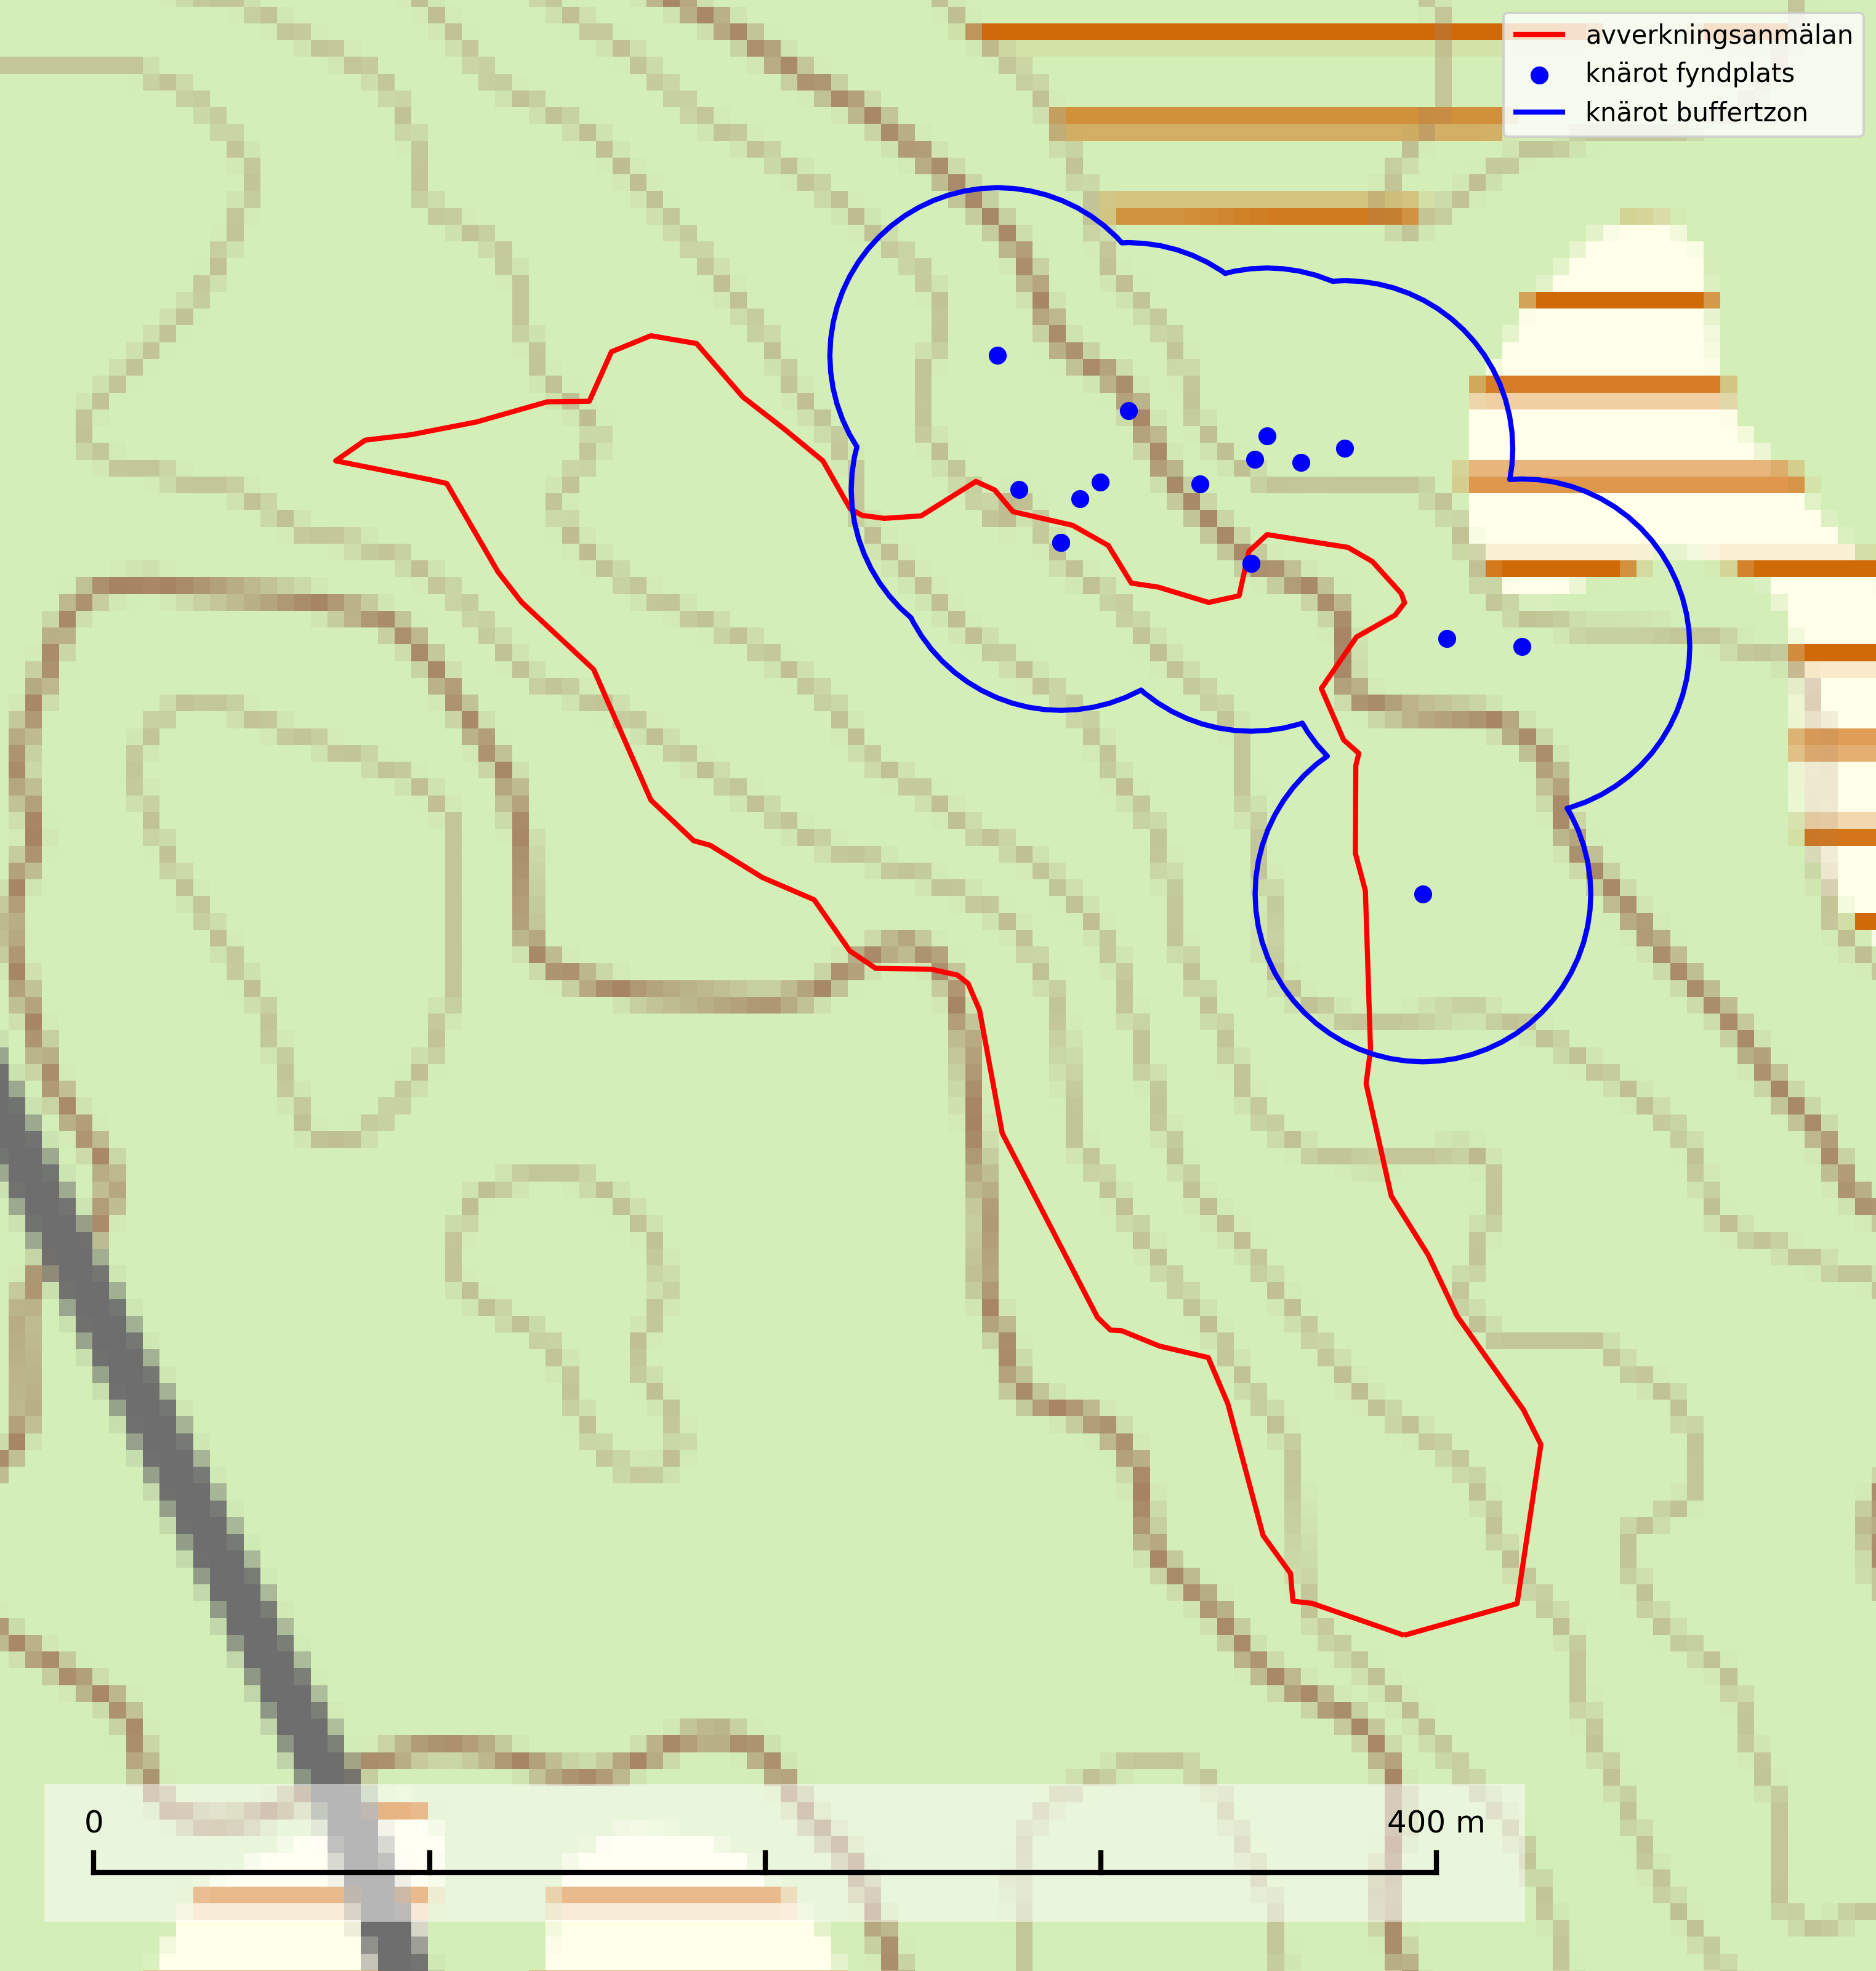 avverkningsanmälan
knärot fyndplats
knärot buffertzon
0
400 m